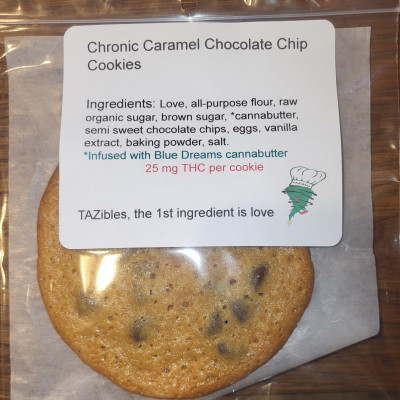 Chronic Caramel Chocolate Chip
Cookies
Ingredients: Love, all-purpose flour, raw
organic sugar, brown sugar, *cannabutter,
semi sweet chocolate chips, eggs, vanilla
extract, baking powder, salt.
*Infused with Blue Dreams cannabutter
25 mg THC per cookie
TAZibles, the 1st ingredient is love